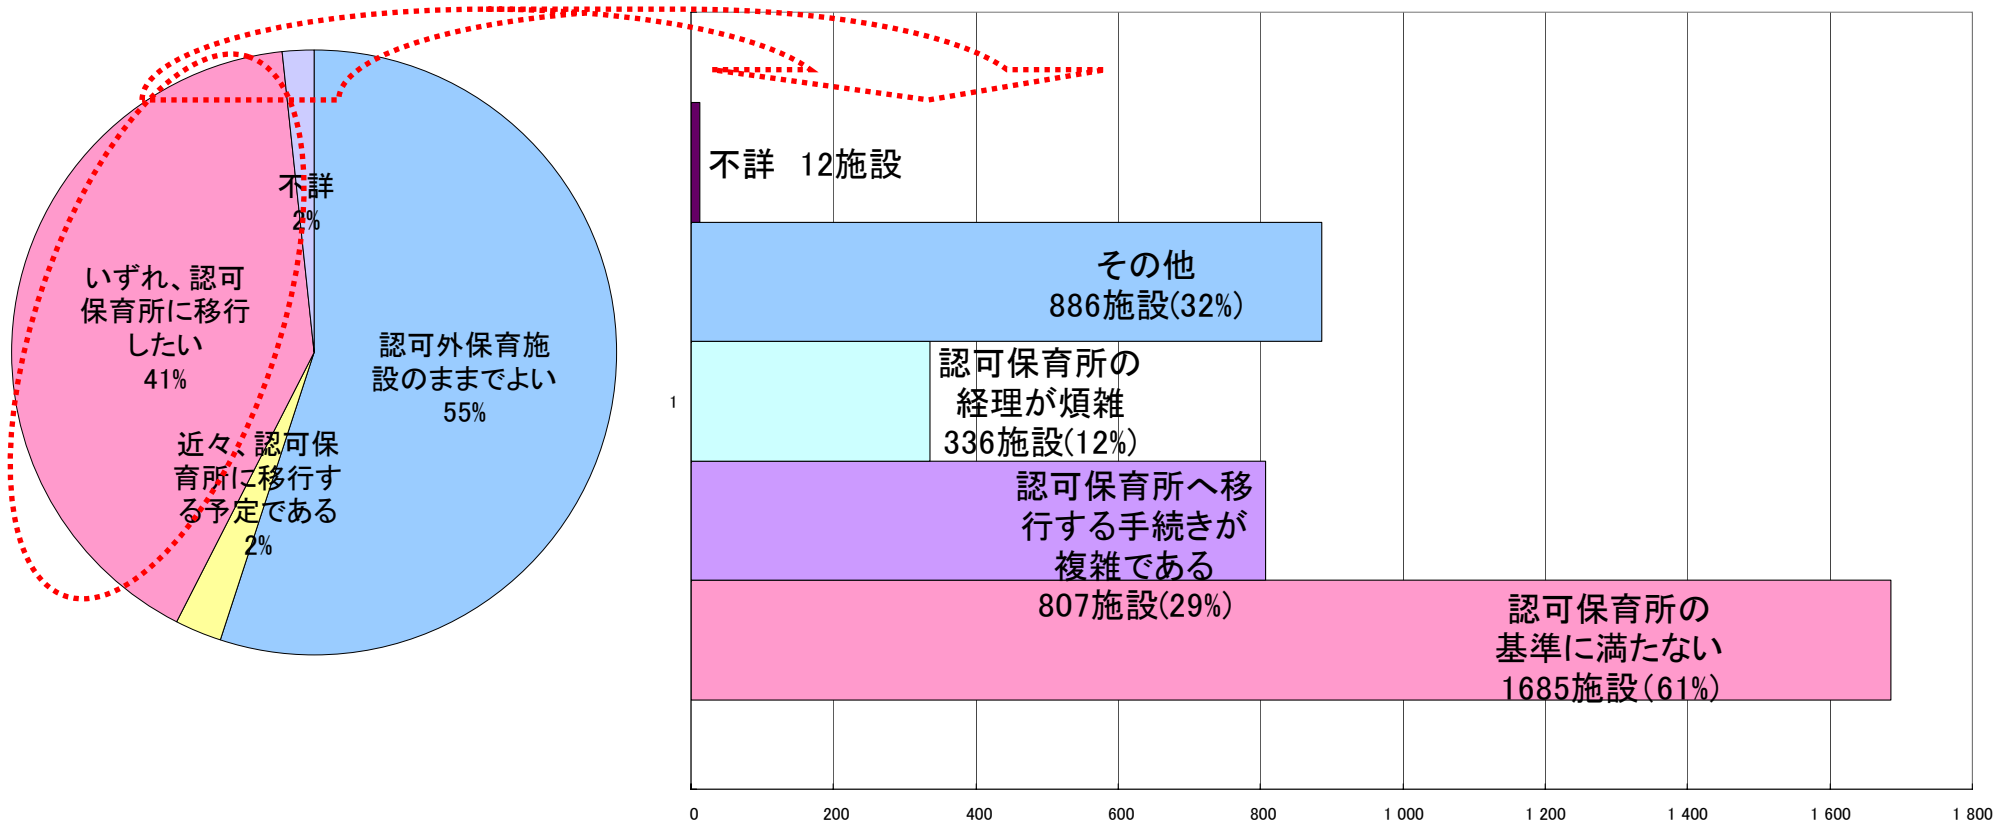 不詳
2%
いずれ、認可
保育所に移行
したい
41%
認可外保育施
設のままでよい
55%
近々、認可保
育所に移行す
る予定である
2%
不詳　12施設
その他
886施設(32%)
認可保育所の
経理が煩雑
336施設(12%)
1
認可保育所へ移
行する手続きが
複雑である
807施設(29%)
認可保育所の
基準に満たない
1685施設(61%)
0 200 400 600 800 1 000 1 200 1 400 1 600 1 800